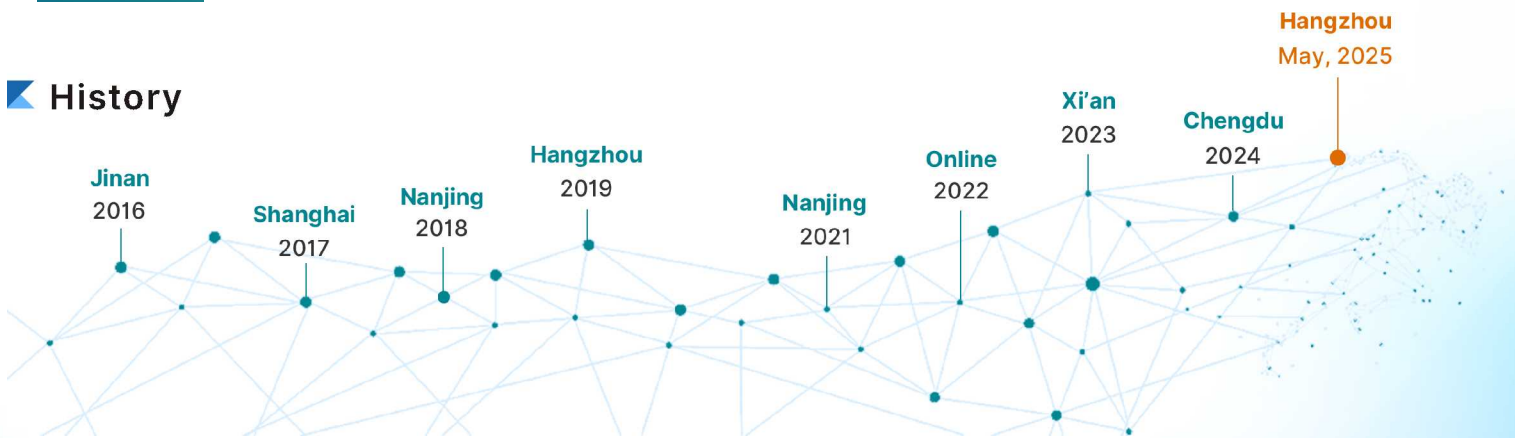 History
Jinan
2016
Shanghai
2017
Nanjing
2018
Hangzhou
2019
Nanjing
2021
Online
2022
Xi’an
2023
Chengdu
2024
Hangzhou
May, 2025